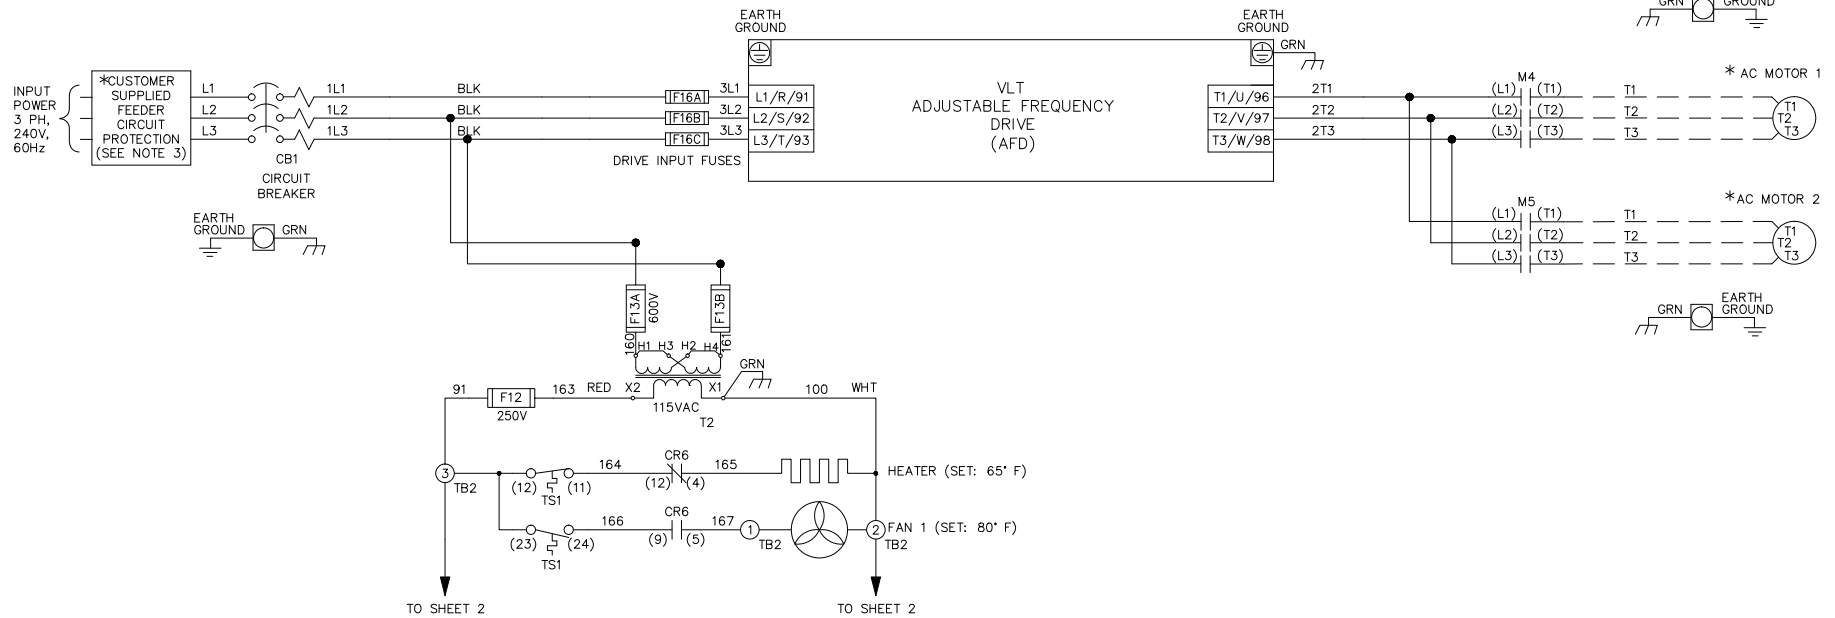 GRN
GROUND
EARTH
GROUND
EARTH
GROUND
GRN
INPUT
POWER
3 PH,
240V,
60Hz
*CUSTOMER
SUPPLIED
FEEDER
CIRCUIT
PROTECTION
(SEE NOTE 3)
L1
L2
L3
CB1
CIRCUIT
BREAKER
1L1
1L2
1L3
BLK
BLK
BLK
F16A
F16B
F16C
DRIVE INPUT FUSES
3L1
3L2
3L3
L1/R/91
L2/S/92
L3/T/93
VLT
ADJUSTABLE FREQUENCY
DRIVE
(AFD)
T1/U/96
T2/V/97
T3/W/98
2T1
2T2
2T3
M4
(L1) (T1)
(L2) (T2)
(L3) (T3)
T1
T2
T3
* AC MOTOR 1
T1
T2
T3
M5
(L1) (T1)
(L2) (T2)
(L3) (T3)
T1
T2
T3
*AC MOTOR 2
T1
T2
T3
EARTH
GROUND
GRN
GRN
EARTH
GROUND
F13A
600V
F13B
160
161
H1 H3 H2 H4
GRN
91
F12
250V
163 RED X2
X1
115VAC
T2
100 WHT
3
TB2
(12) (11)
TS1
164
CR6
(12) (4)
165
HEATER (SET: 65° F)
(23) (24)
TS1
166
CR6
(9) (5)
167
1
TB2
2
TB2
FAN 1 (SET: 80° F)
TO SHEET 2
TO SHEET 2